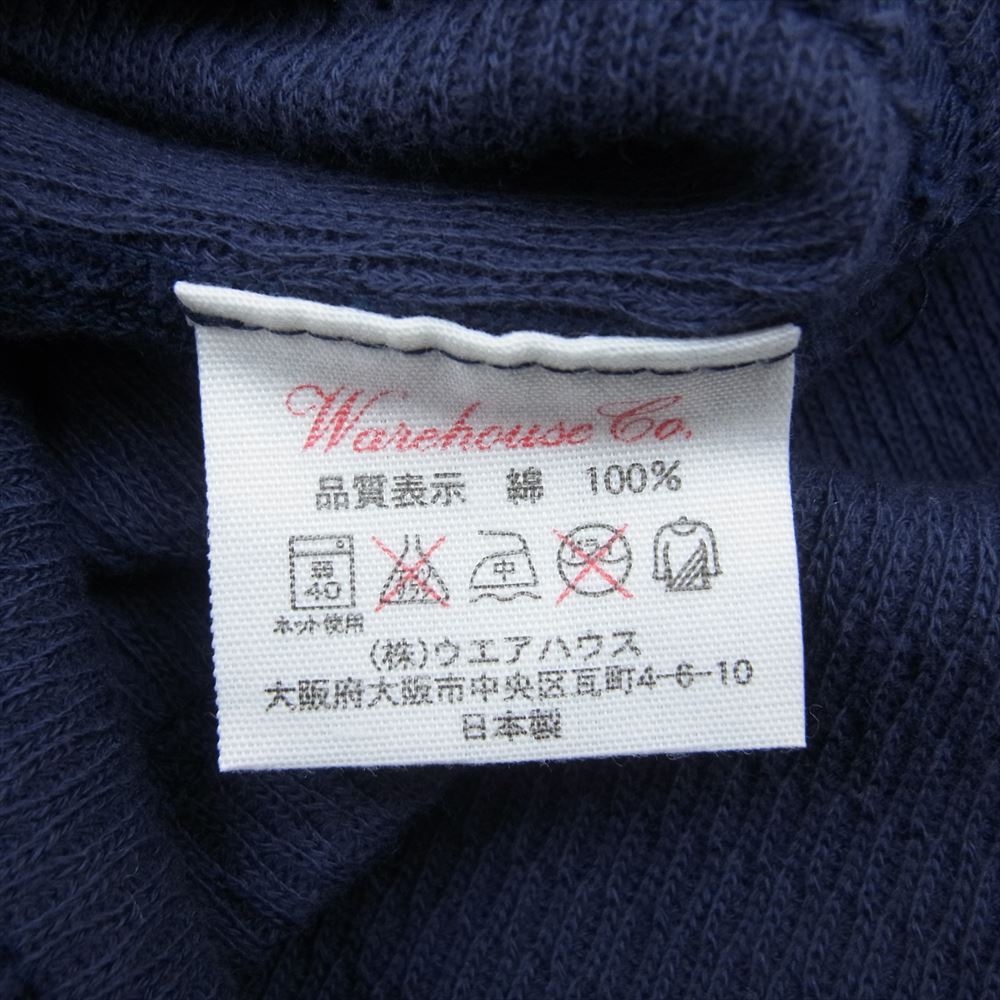 Warehouse Co.
品質表示 綿 100%
弱 40 中
ネット使用
(株)ウエアハウス
大阪府大阪市中央区瓦町4-6-10
日本製